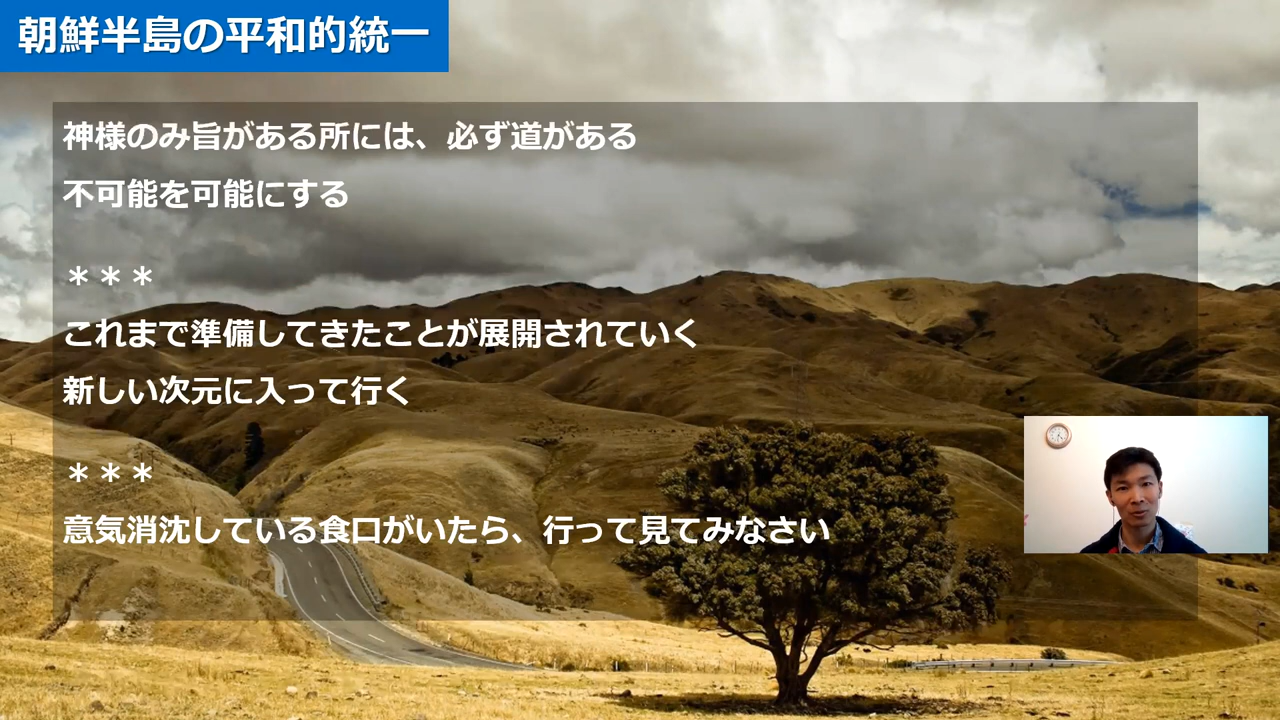 朝鮮半島の平和的統一
神様のみ旨がある所には、必ず道がある
不可能を可能にする
＊＊＊
これまで準備してきたことが展開されていく
新しい次元に入って行く
＊＊＊
意気消沈している食口がいたら、行って見てみなさい